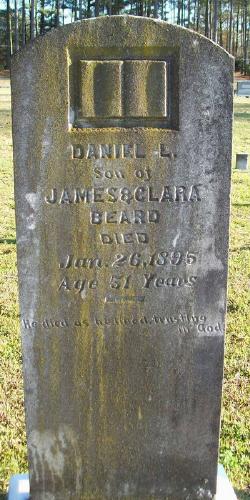 DANIEL L.
Son of
JAMES & CLARA
BEARD
DIED
Jan. 26, 1895
Age 51 Years
He died as he lived, trusting
in God